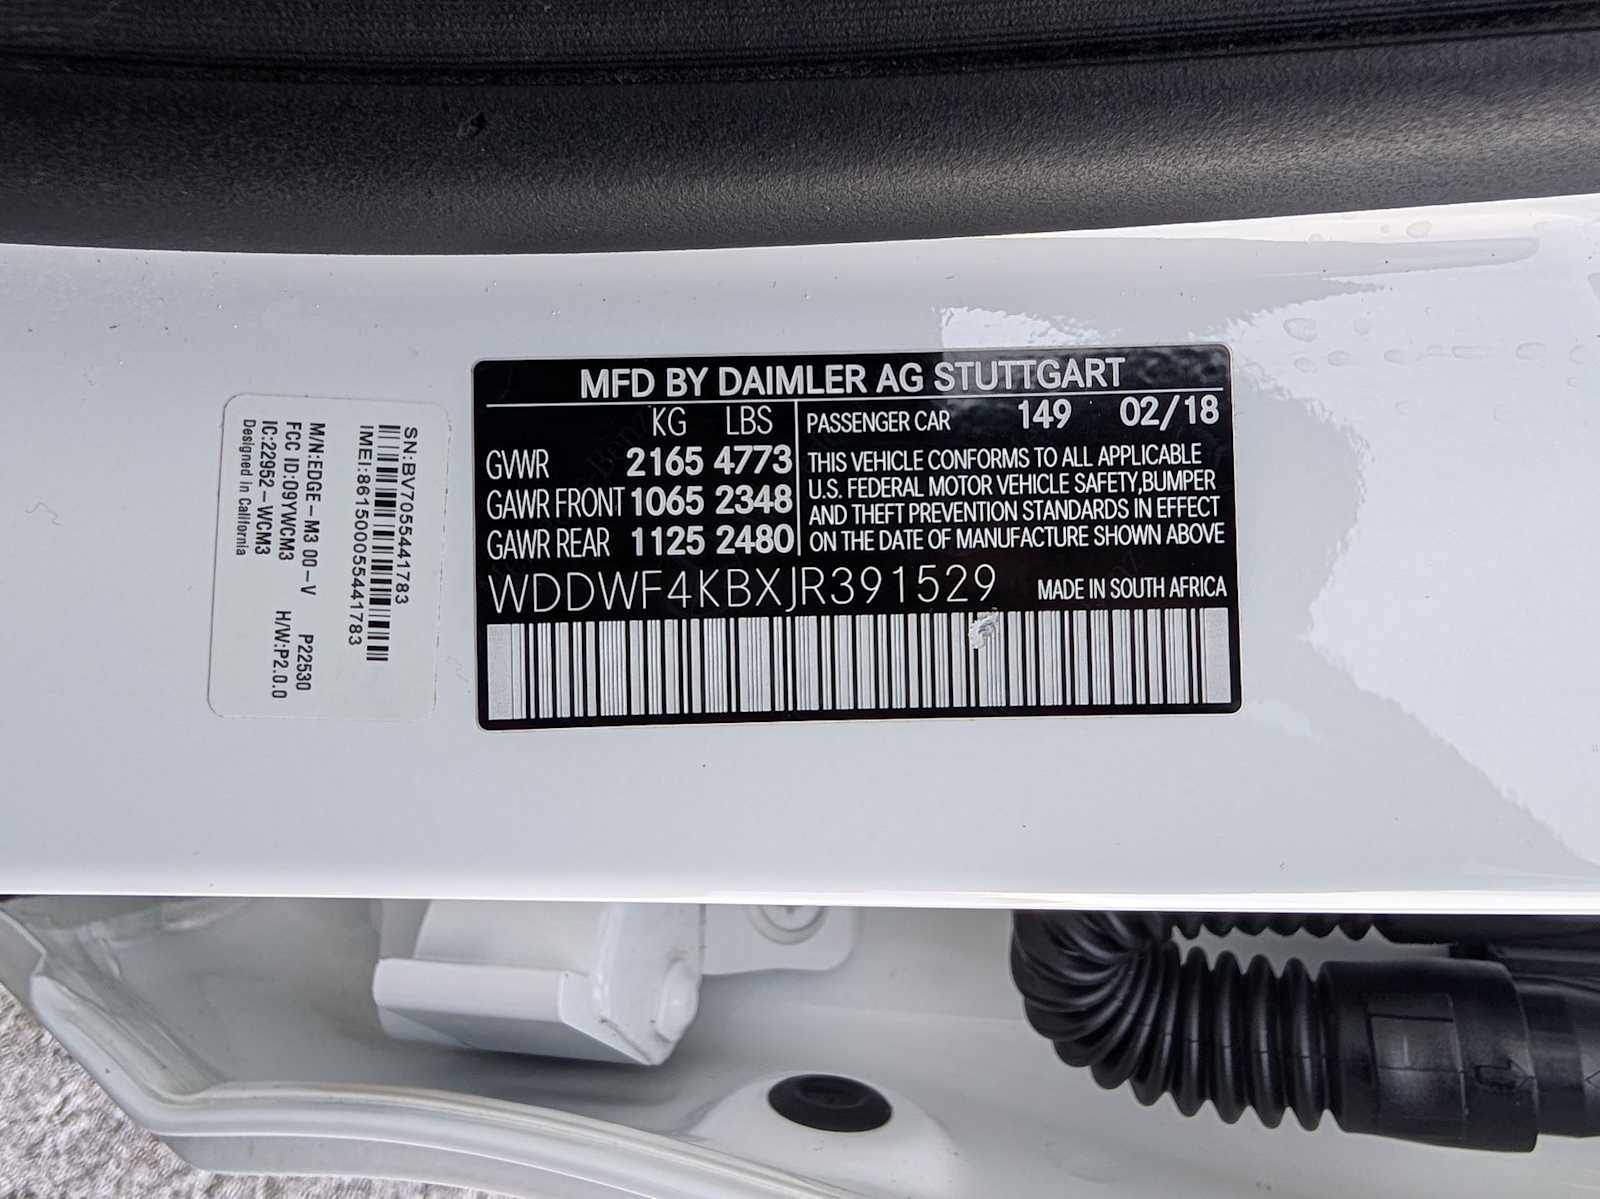 SN:BV7055441783
IMEI:861500055441783
M/N:EDGE-M3 00-V P22530
FCC ID:09YWCM3
IC:22952-WCM3 H/W:P2.0.0
Designed in California
MFD BY DAIMLER AG STUTTGART
KG LBS
GVWR 2165 4773
GAWR FRONT 1065 2348
GAWR REAR 1125 2480
PASSENGER CAR 149 02/18
THIS VEHICLE CONFORMS TO ALL APPLICABLE
U.S. FEDERAL MOTOR VEHICLE SAFETY,BUMPER
AND THEFT PREVENTION STANDARDS IN EFFECT
ON THE DATE OF MANUFACTURE SHOWN ABOVE
WDDWF4KBXJR391529 MADE IN SOUTH AFRICA